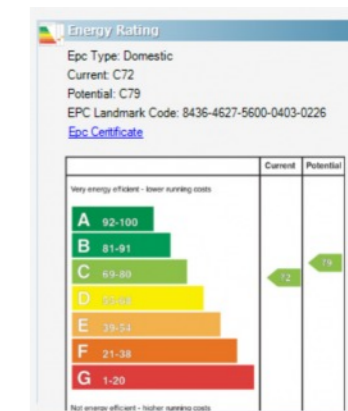 Energy Rating
Epc Type: Domestic
Current: C72
Potential: C79
EPC Landmark Code: 8436-4627-5600-0403-0226
Epc Certificate
Current Potential
Very energy efficient - lower running costs
A 92-100
B 81-91
C 69-80
72
79
D 55-68
E 39-54
F 21-38
G 1-20
Not energy efficient - higher running costs